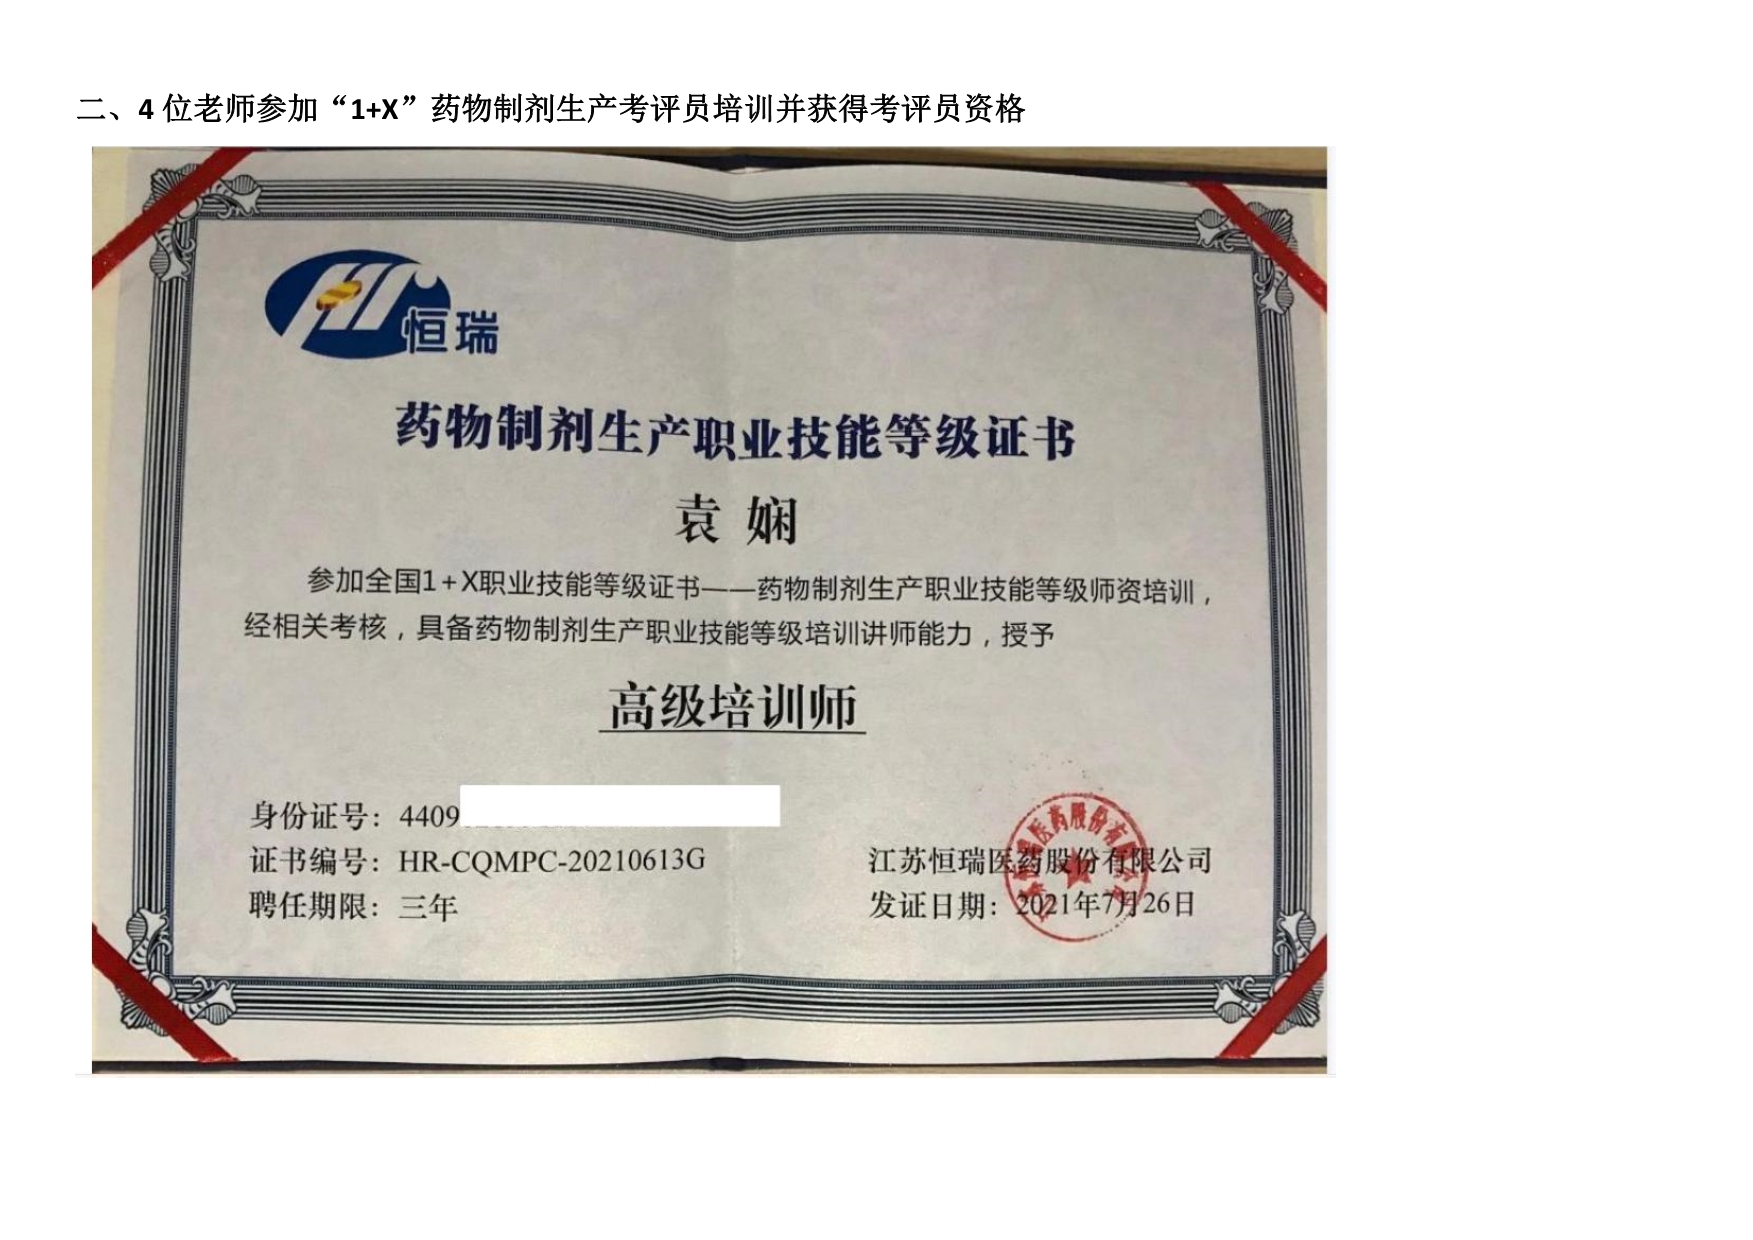 二、4 位老师参加“1+X”药物制剂生产考评员培训并获得考评员资格
恒瑞
药物制剂生产职业技能等级证书
袁 娴
参加全国1+X职业技能等级证书——药物制剂生产职业技能等级师资培训，
经相关考核，具备药物制剂生产职业技能等级培训讲师能力，授予
高级培训师
身份证号：4409
证书编号：HR-CQMPC-20210613G
江苏恒瑞医药股份有限公司
聘任期限：三年
发证日期：2021年7月26日